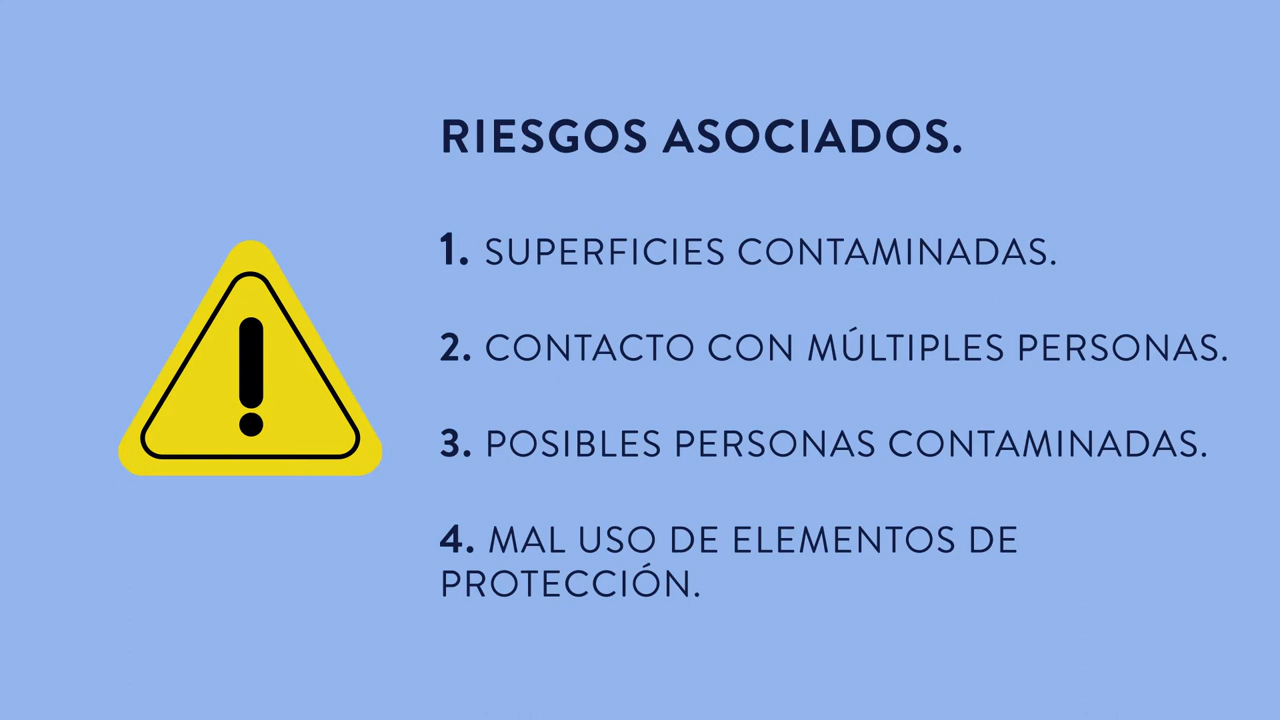 RIESGOS ASOCIADOS.
1. SUPERFICIES CONTAMINADAS.
2. CONTACTO CON MÚLTIPLES PERSONAS.
3. POSIBLES PERSONAS CONTAMINADAS.
4. MAL USO DE ELEMENTOS DE
PROTECCIÓN.